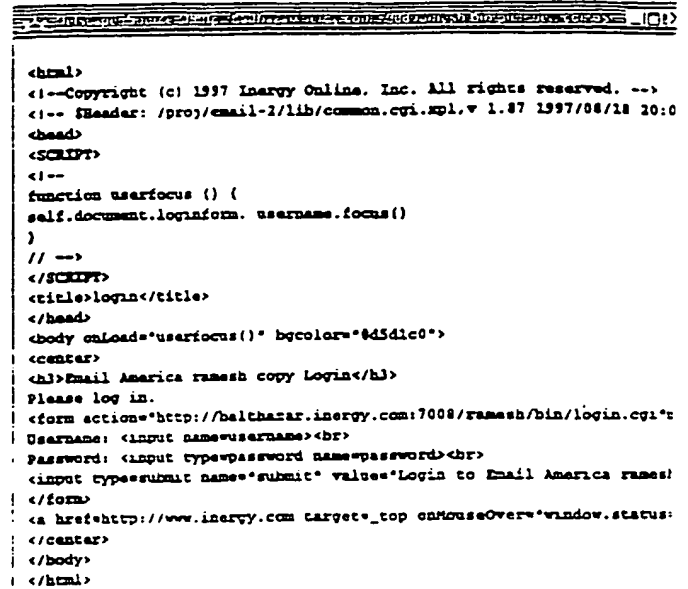 <html>
<!--Copyright (c) 1997 Inergy Online, Inc. All rights reserved. -->
<!-- $Header: /proj/email-2/lib/common.cgi.xpl,v 1.87 1997/08/18 20:0
<head>
<SCRIPT>
<!--
function userfocus () {
self.document.loginform. username.focus()
}
// -->
</SCRIPT>
<title>login</title>
</head>
<body onLoad="userfocus()" bgcolor="#d5d1c0">
<center>
<h3>Email America ramesh copy Login</h3>
Please log in.
<form action="http://balthazar.inergy.com:7008/ramesh/bin/login.cgi"
Username: <input name=username><br>
Password: <input type=password name=password><br>
<input type=submit name="submit" value="Login to Email America ramesh
</form>
<a href=http://www.inergy.com target=_top onMouseOver="window.status=
</center>
</body>
</html>